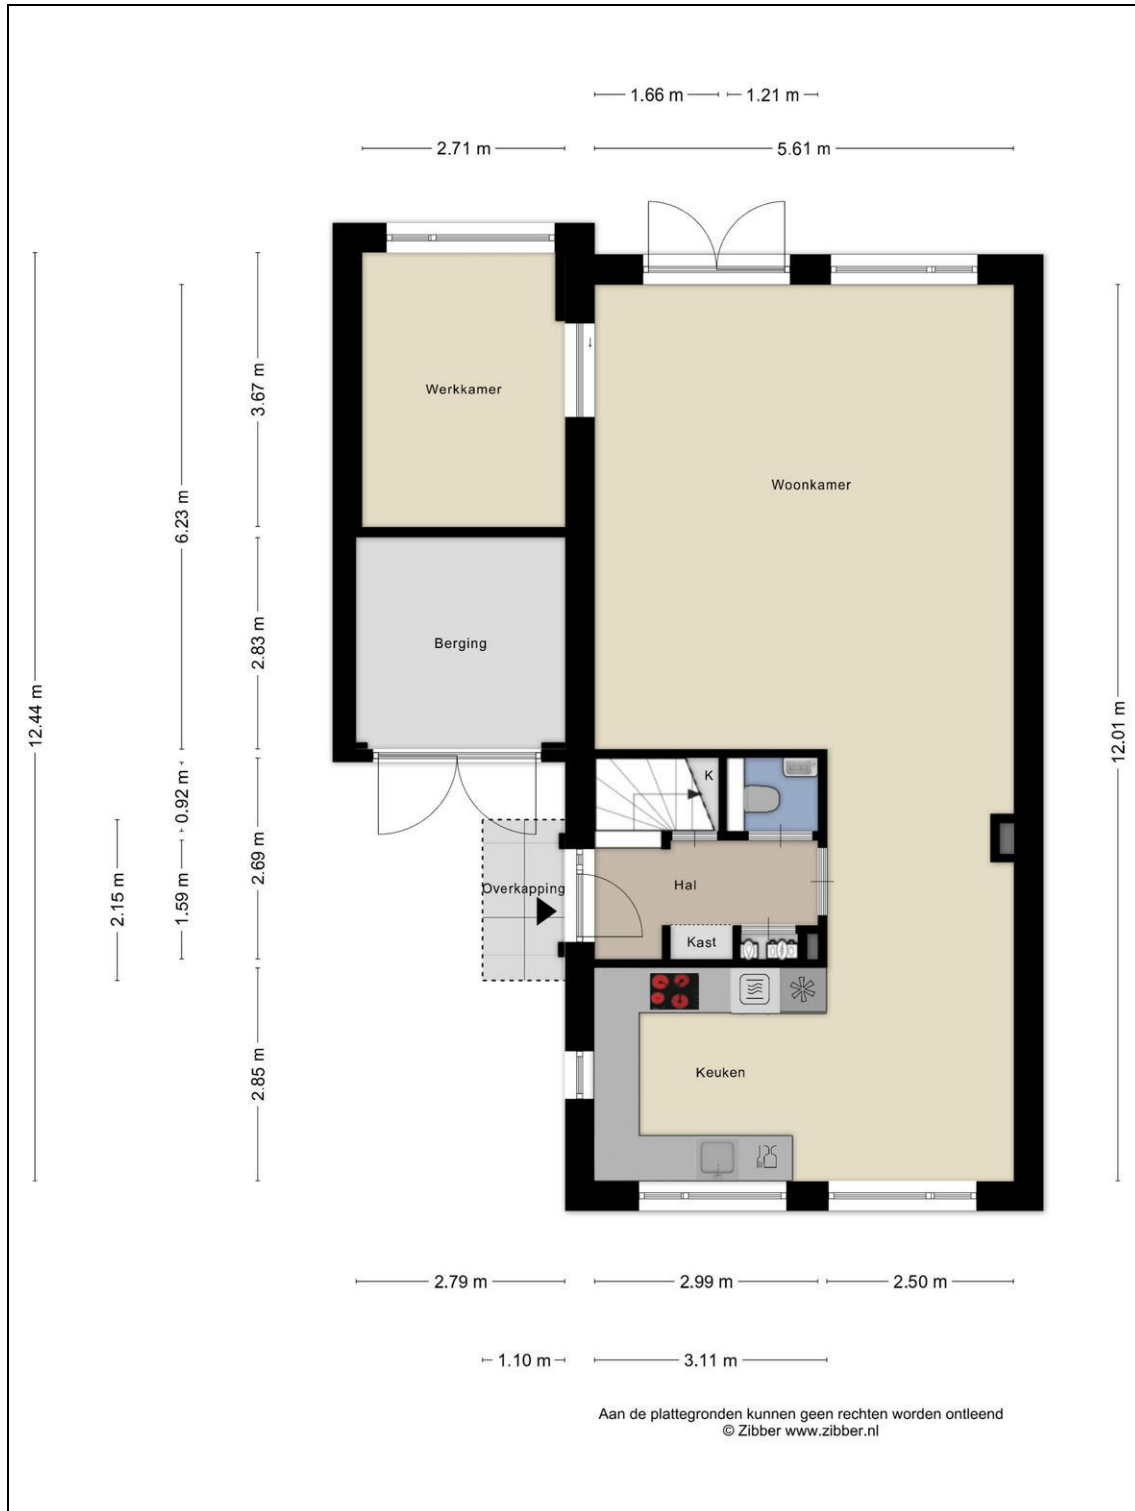 1.66 m 1.21 m
2.71 m 5.61 m
Werkkamer
3.67 m
Woonkamer
6.23 m
Berging
2.83 m
12.44 m
12.01 m
K
0.92 m
2.69 m
Hal
Overkapping
2.15 m
1.59 m
Kast
2.85 m
Keuken
2.79 m 2.99 m 2.50 m
1.10 m 3.11 m
Aan de plattegronden kunnen geen rechten worden ontleend
© Zibber www.zibber.nl